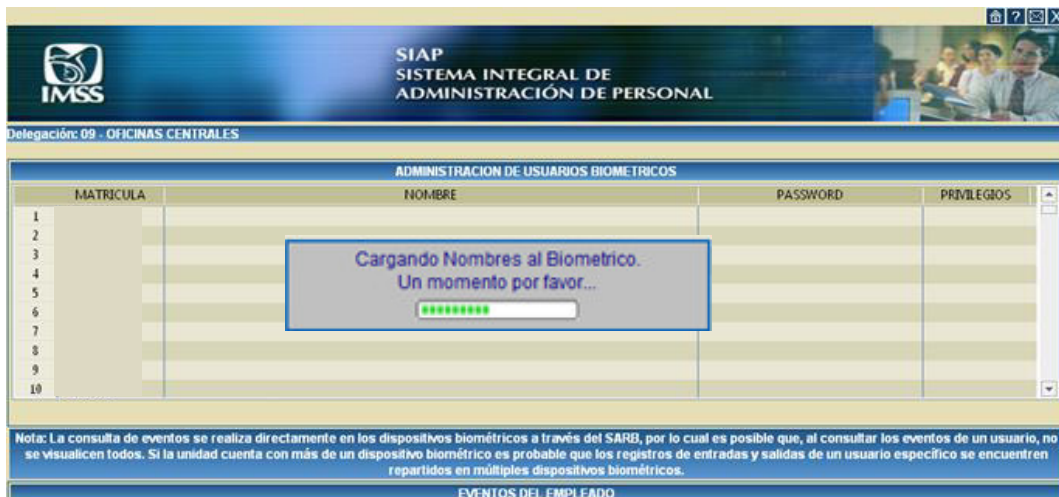 IMSS
SIAP
SISTEMA INTEGRAL DE
ADMINISTRACIÓN DE PERSONAL
Delegación: 09 - OFICINAS CENTRALES
ADMINISTRACION DE USUARIOS BIOMETRICOS
MATRICULA NOMBRE PASSWORD PRIVILEGIOS
1
2
3
4
5
6
7
8
9
10
Cargando Nombres al Biometrico.
Un momento por favor...
Nota: La consulta de eventos se realiza directamente en los dispositivos biométricos a través del SARB, por lo cual es posible que, al consultar los eventos de un usuario, no
se visualicen todos. Si la unidad cuenta con más de un dispositivo biométrico es probable que los registros de entradas y salidas de un usuario específico se encuentren
repartidos en múltiples dispositivos biométricos.
EVENTOS DEL EMPLEADO